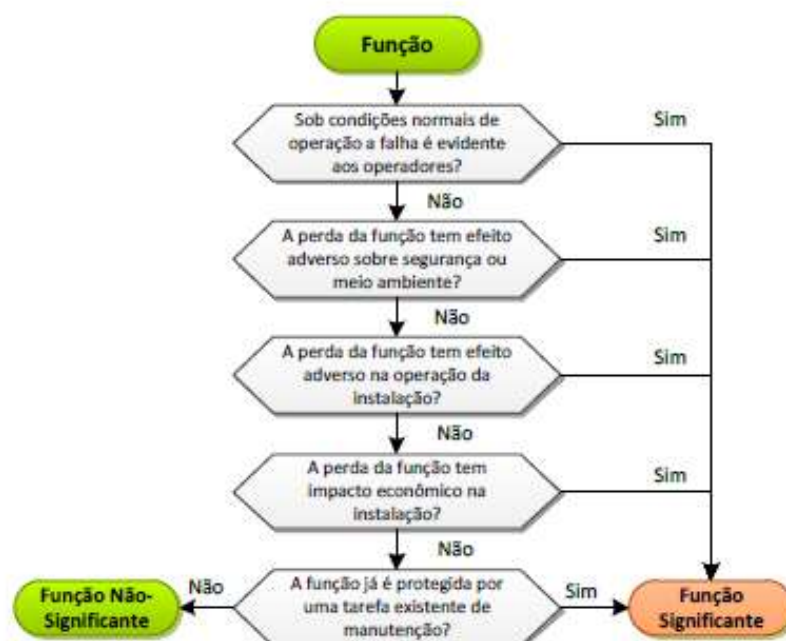 Função
Sob condições normais de
operação a falha é evidente
aos operadores?
Sim
Não
A perda da função tem efeito
adverso sobre segurança ou
meio ambiente?
Sim
Não
A perda da função tem efeito
adverso na operação da
instalação?
Sim
Não
A perda da função tem
impacto econômico na
instalação?
Sim
Não
Função Não-
Significante
Não
A função já é protegida por
uma tarefa existente de
manutenção?
Sim
Função
Significante